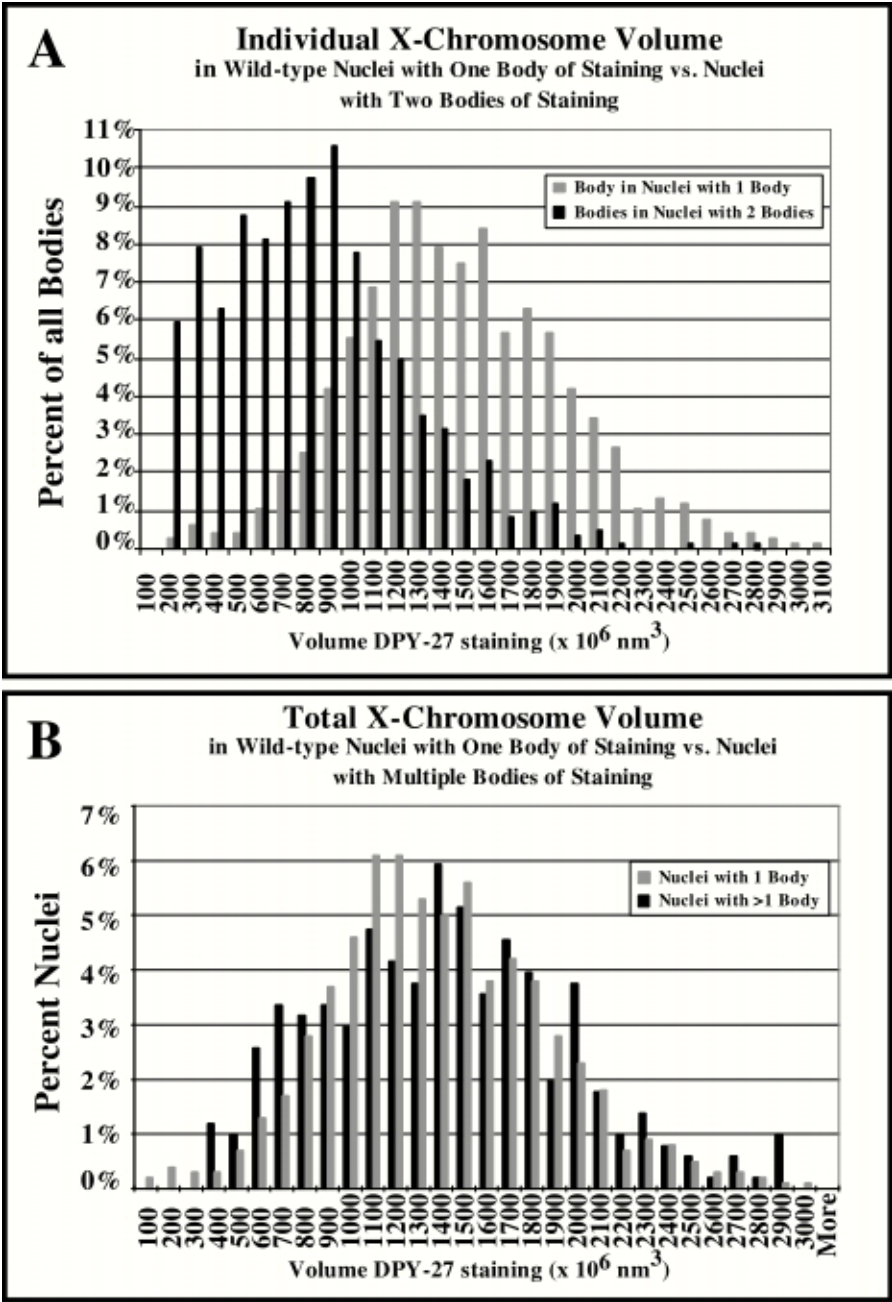 A
Individual X-Chromosome Volume
in Wild-type Nuclei with One Body of Staining vs. Nuclei
with Two Bodies of Staining
Percent of all Bodies
11%
10%
9%
8%
7%
6%
5%
4%
3%
2%
1%
0%
Body in Nuclei with 1 Body
Bodies in Nuclei with 2 Bodies
100 200 300 400 500 600 700 800 900 1000 1100 1200 1300 1400 1500 1600 1700 1800 1900 2000 2100 2200 2300 2400 2500 2600 2700 2800 2900 3000 3100
Volume DPY-27 staining (x 10⁶ nm³)
B
Total X-Chromosome Volume
in Wild-type Nuclei with One Body of Staining vs. Nuclei
with Multiple Bodies of Staining
Percent Nuclei
7%
6%
5%
4%
3%
2%
1%
0%
Nuclei with 1 Body
Nuclei with >1 Body
100 200 300 400 500 600 700 800 900 1000 1100 1200 1300 1400 1500 1600 1700 1800 1900 2000 2100 2200 2300 2400 2500 2600 2700 2800 2900 3000 More
Volume DPY-27 staining (x 10⁶ nm³)